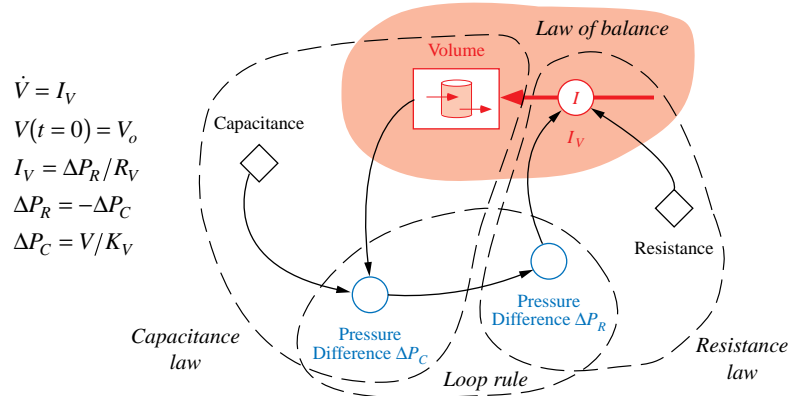 V̇ = I_V
V(t = 0) = V_o
I_V = ΔP_R/R_V
ΔP_R = −ΔP_C
ΔP_C = V/K_V
Law of balance
Volume
I
I_V
Capacitance
Resistance
Pressure
Difference ΔP_R
Pressure
Difference ΔP_C
Capacitance
law
Loop rule
Resistance
law